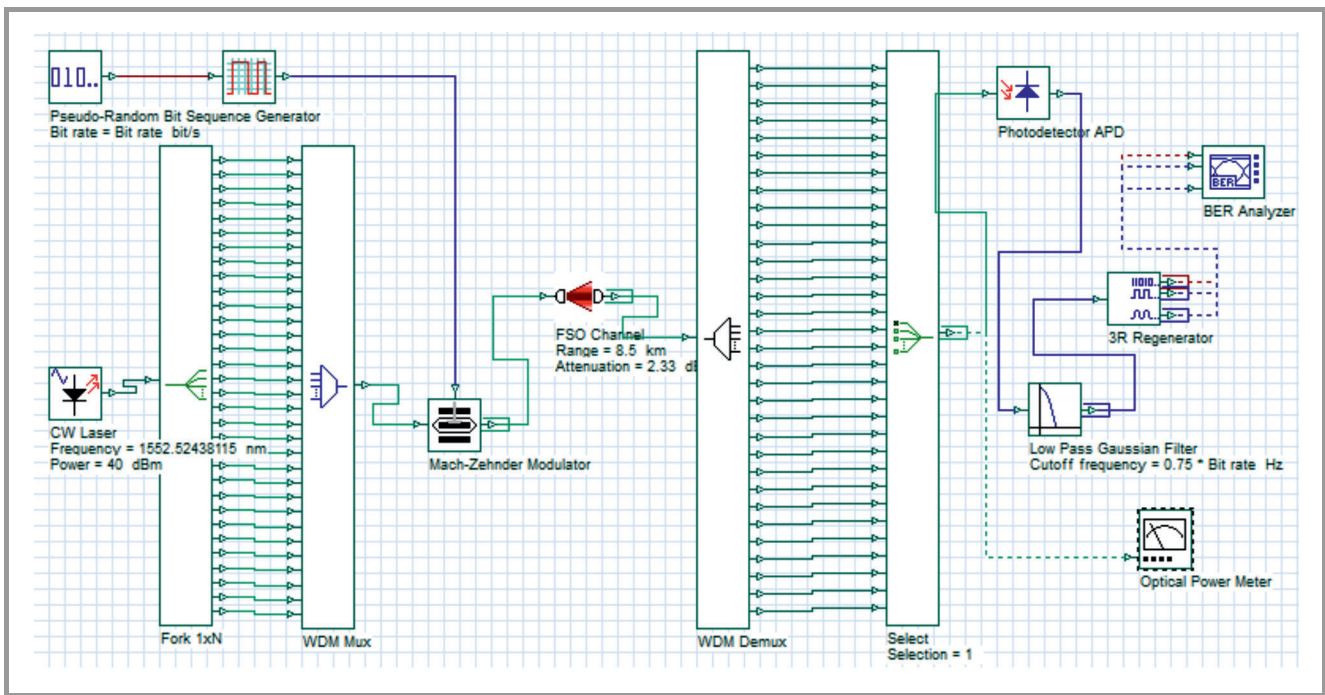 010..
Pseudo-Random Bit Sequence Generator
Bit rate = Bit rate bit/s
CW Laser
Frequency = 1552.52438115 nm
Power = 40 dBm
Fork 1xN
WDM Mux
Mach-Zehnder Modulator
FSO Channel
Range = 8.5 km
Attenuation = 2.33 dB
WDM Demux
Select
Selection = 1
Photodetector APD
BER
BER Analyzer
3R Regenerator
Low Pass Gaussian Filter
Cutoff frequency = 0.75 * Bit rate Hz
Optical Power Meter